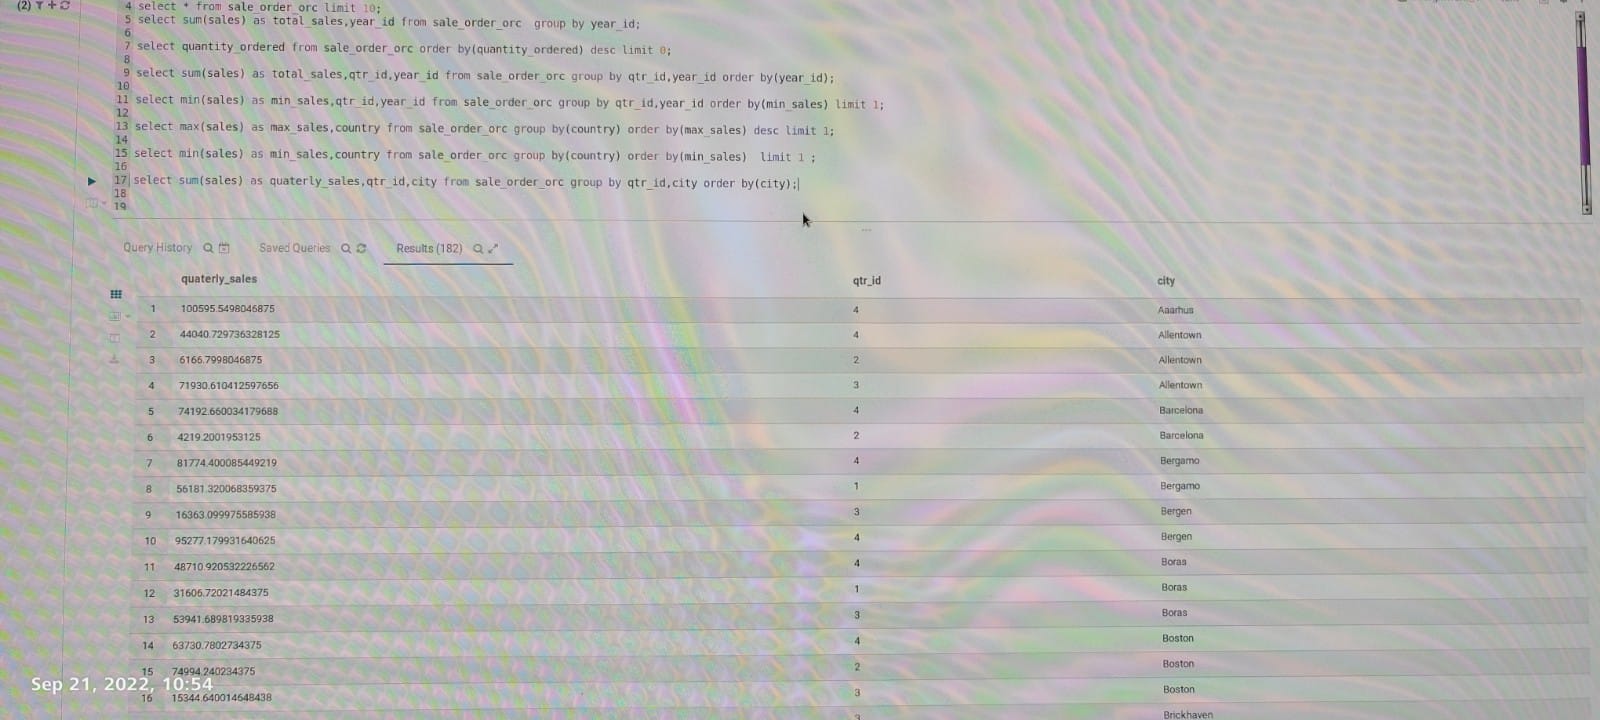 (2)
4 select * from sale_order_orc limit 10;
5 select sum(sales) as total_sales,year_id from sale_order_orc  group by year_id;
6
7 select quantity_ordered from sale_order_orc order by(quantity_ordered) desc limit 0;
8
9 select sum(sales) as total_sales,qtr_id,year_id from sale_order_orc group by qtr_id,year_id order by(year_id);
10
11 select min(sales) as min_sales,qtr_id,year_id from sale_order_orc group by qtr_id,year_id order by(min_sales) limit 1;
12
13 select max(sales) as max_sales,country from sale_order_orc group by(country) order by(max_sales) desc limit 1;
14
15 select min(sales) as min_sales,country from sale_order_orc group by(country) order by(min_sales)  limit 1 ;
16
17 select sum(sales) as quaterly_sales,qtr_id,city from sale_order_orc group by qtr_id,city order by(city);
18
19
Query History Saved Queries Results (182)
quaterly_sales qtr_id city
1 100595.5498046875 4 Aaarhus
2 44040.729736328125 4 Allentown
3 6166.7998046875 2 Allentown
4 71930.610412597656 3 Allentown
5 74192.660034179688 4 Barcelona
6 4219.2001953125 2 Barcelona
7 81774.400085449219 4 Bergamo
8 56181.320068359375 1 Bergamo
9 16363.099975585938 3 Bergen
10 95277.179931640625 4 Bergen
11 48710.920532226562 4 Boras
12 31606.72021484375 1 Boras
13 53941.689819335938 3 Boras
14 63730.7802734375 4 Boston
15 74994.240234375 2 Boston
16 15344.640014648438 3 Boston
3 Brickhaven
Sep 21, 2022, 10:54